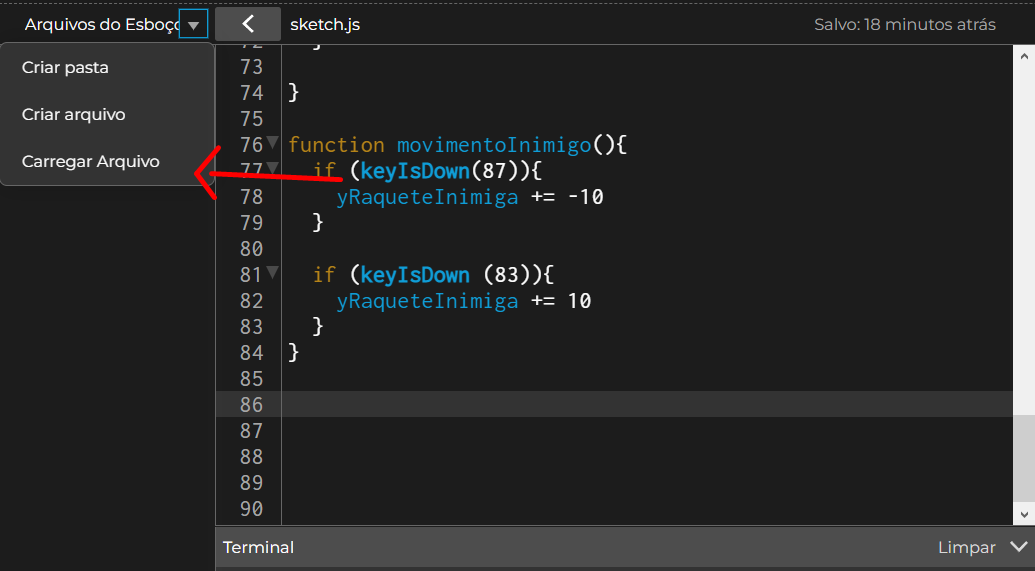 Arquivos do Esboço
sketch.js
Salvo: 18 minutos atrás
Criar pasta
Criar arquivo
Carregar Arquivo
72 }
73
74 }
75
76 function movimentoInimigo(){
77 if (keyIsDown(87)){
78 yRaqueteInimiga += -10
79 }
80
81 if (keyIsDown (83)){
82 yRaqueteInimiga += 10
83 }
84 }
85
86
87
88
89
90
Terminal
Limpar